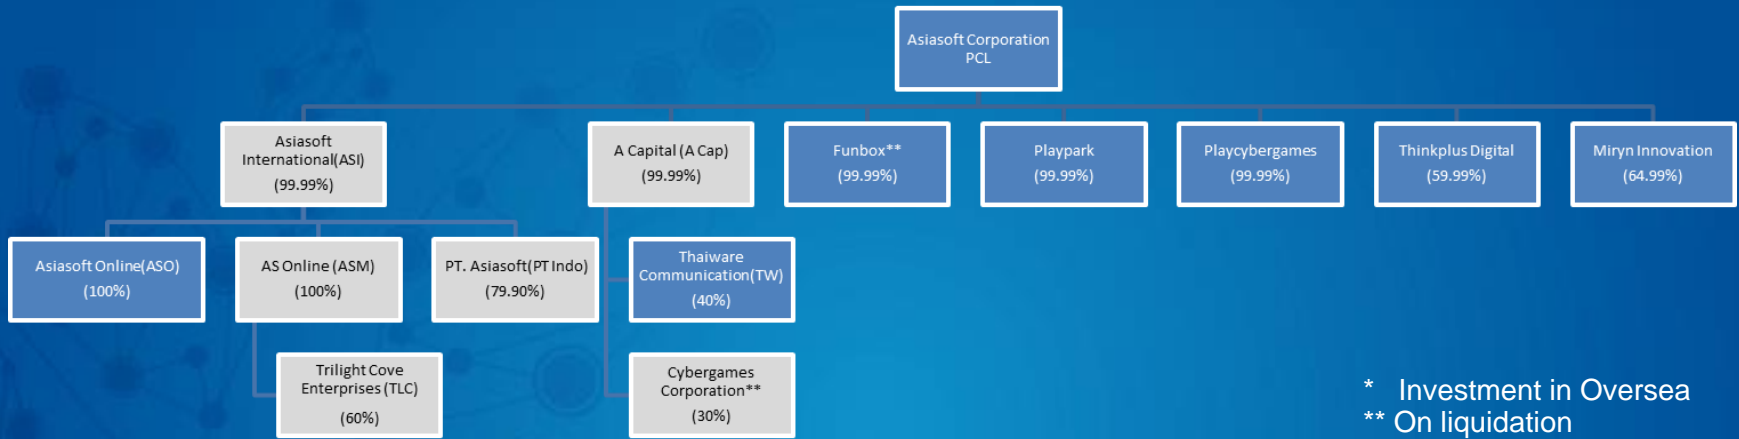 Asiasoft Corporation
PCL
Asiasoft
International(ASI)
(99.99%)
A Capital (A Cap)
(99.99%)
Funbox**
(99.99%)
Playpark
(99.99%)
Playcybergames
(99.99%)
Thinkplus Digital
(59.99%)
Miryn Innovation
(64.99%)
Asiasoft Online(ASO)
(100%)
AS Online (ASM)
(100%)
PT. Asiasoft(PT Indo)
(79.90%)
Thaiware
Communication(TW)
(40%)
Trilight Cove
Enterprises (TLC)
(60%)
Cybergames
Corporation**
(30%)
* Investment in Oversea
** On liquidation